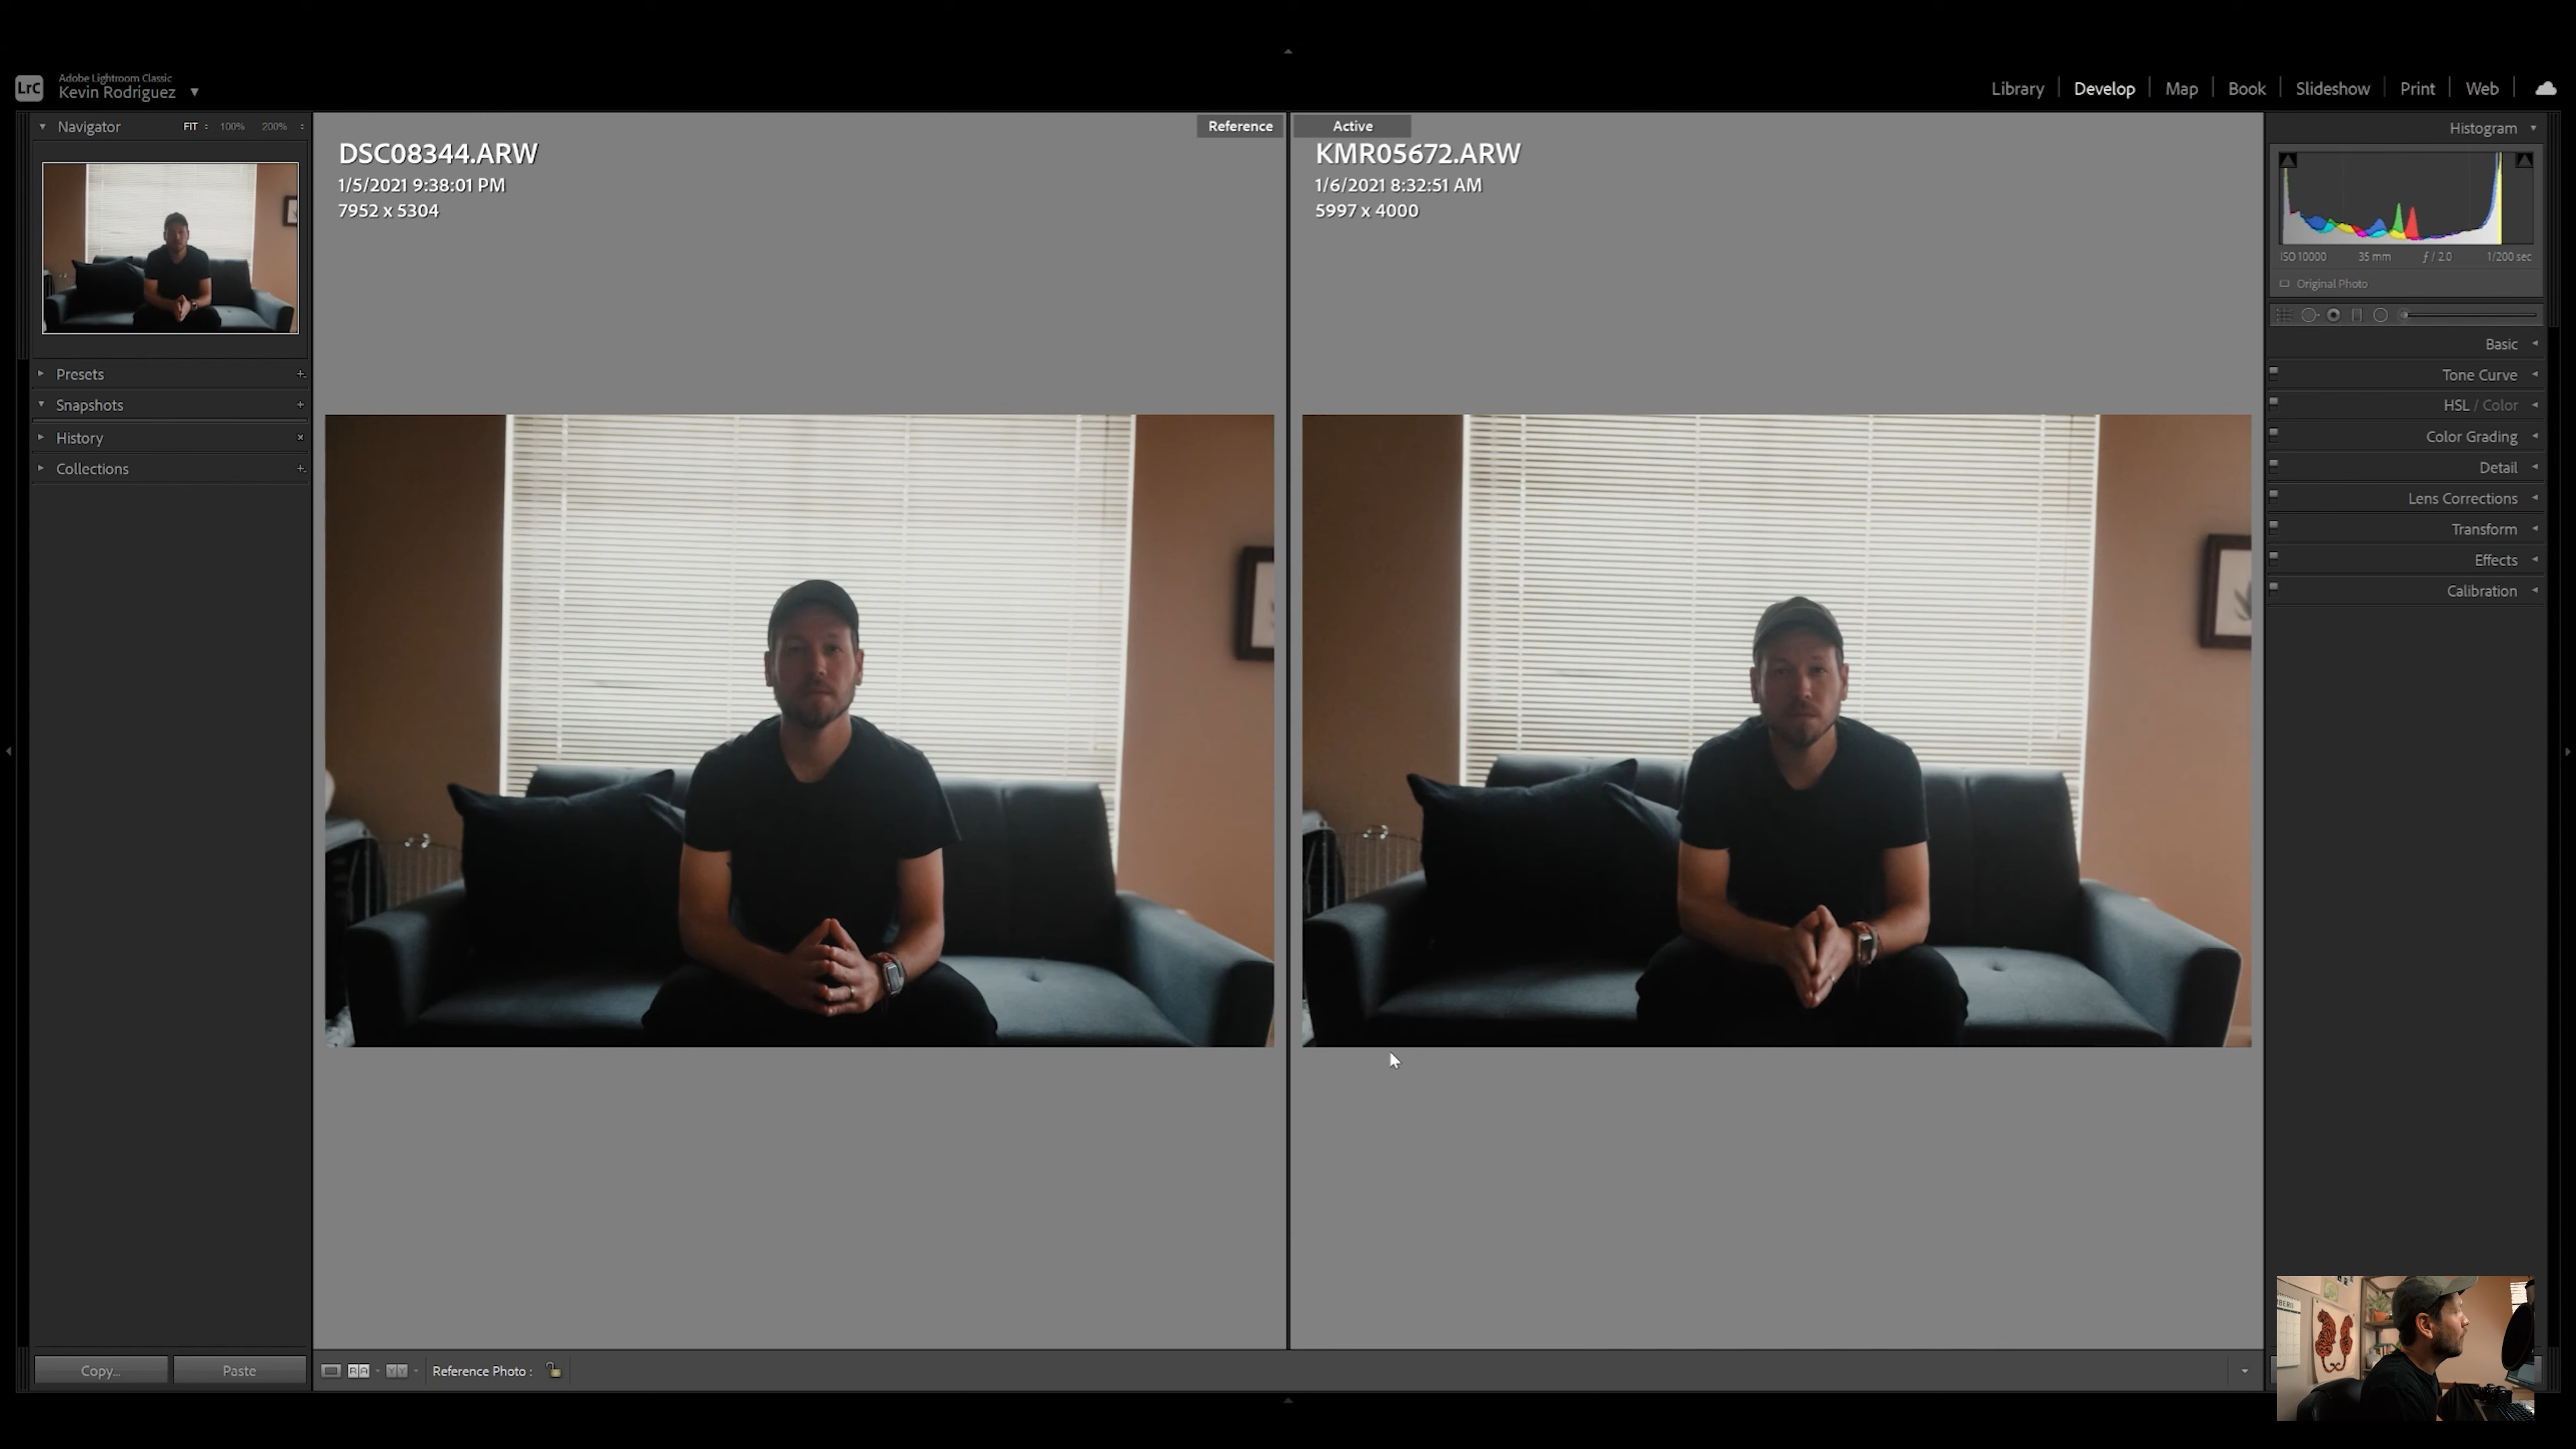 LrC
Adobe Lightroom Classic
Kevin Rodriguez
Library
Develop
Map
Book
Slideshow
Print
Web
Navigator
FIT
100%
200%
Presets
Snapshots
History
Collections
Reference
DSC08344.ARW
1/5/2021 9:38:01 PM
7952 x 5304
Active
KMR05672.ARW
1/6/2021 8:32:51 AM
5997 x 4000
Histogram
ISO 10000
35 mm
ƒ / 2.0
1/200 sec
Original Photo
Basic
Tone Curve
HSL / Color
Color Grading
Detail
Lens Corrections
Transform
Effects
Calibration
Copy...
Paste
RA
YY
Reference Photo :